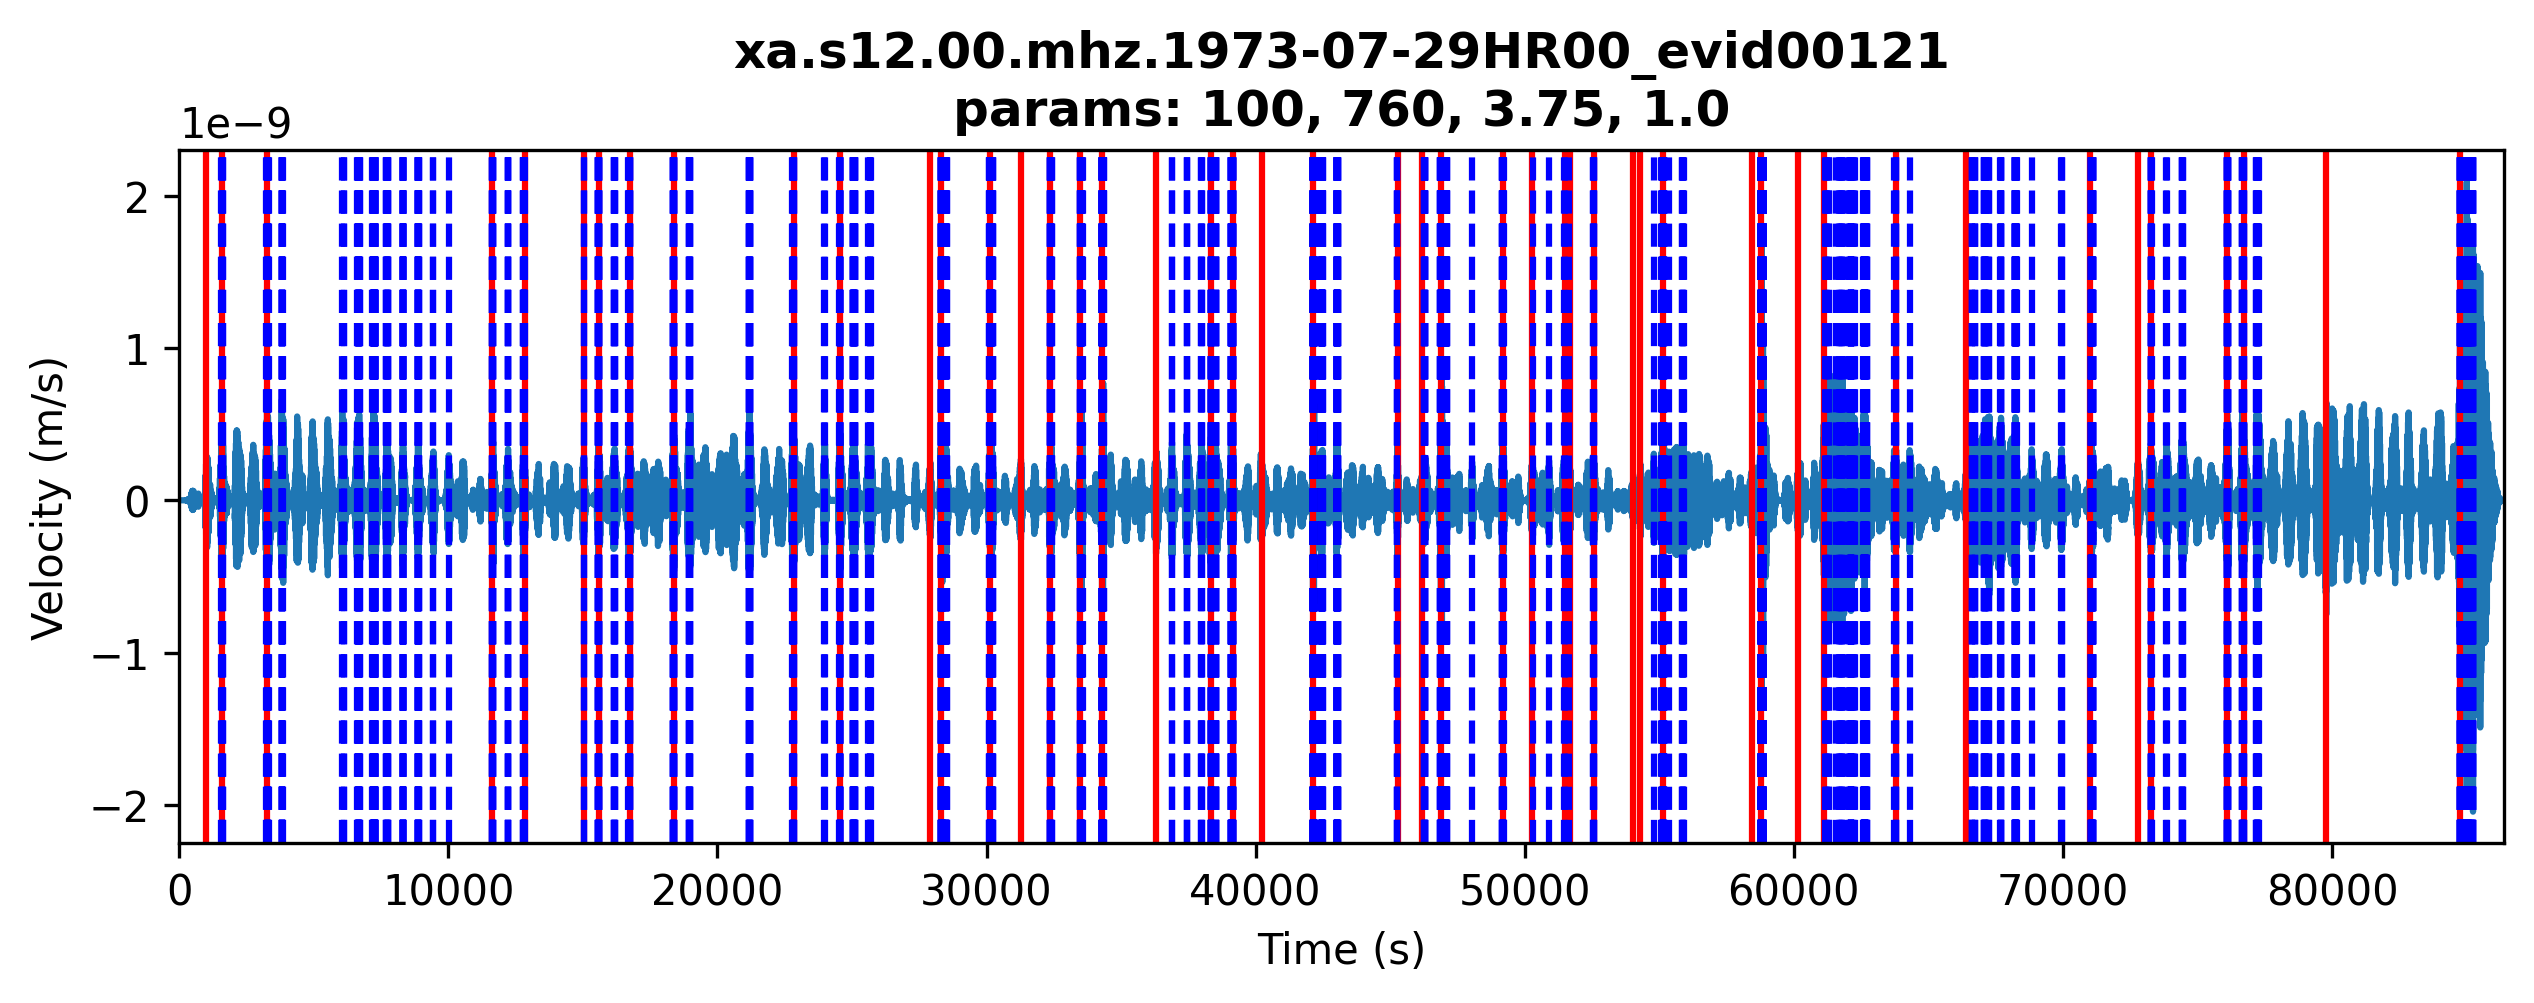 xa.s12.00.mhz.1973-07-29HR00_evid00121
params: 100, 760, 3.75, 1.0
1e−9
2
1
0
−1
−2
Velocity (m/s)
0 10000 20000 30000 40000 50000 60000 70000 80000
Time (s)